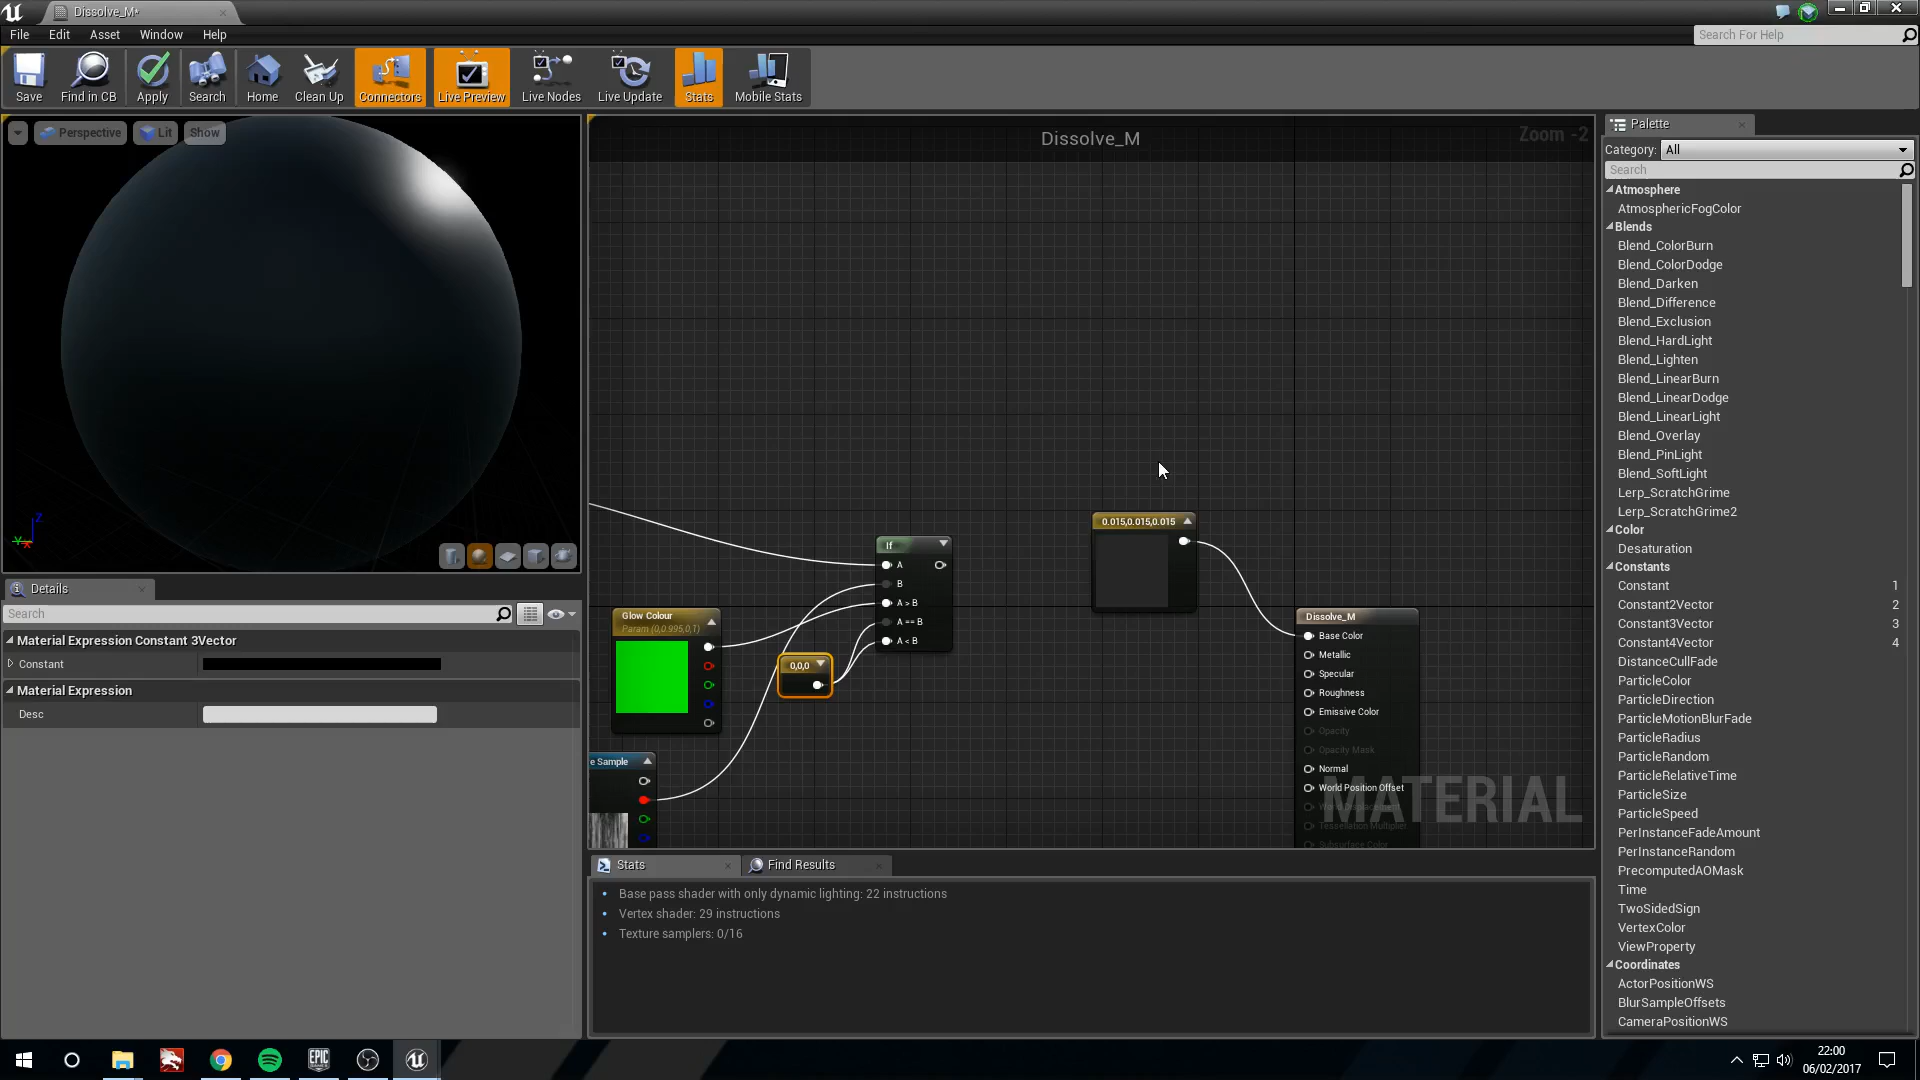 Dissolve_M*
File
Edit
Asset
Window
Help
Search For Help
Save
Find in CB
Apply
Search
Home
Clean Up
Connectors
Live Preview
Live Nodes
Live Update
Stats
Mobile Stats
Perspective
Lit
Show
Z
Y
X
Dissolve_M
Zoom -2
If
A
B
A > B
A == B
A < B
Glow Colour
Param (0,0.995,0,1)
0,0,0
e Sample
0.015,0.015,0.015
Dissolve_M
Base Color
Metallic
Specular
Roughness
Emissive Color
Opacity
Opacity Mask
Normal
World Position Offset
World Displacement
Tessellation Multiplier
Subsurface Color
MATERIAL
Details
Search
Material Expression Constant 3Vector
Constant
Material Expression
Desc
Stats
Find Results
Base pass shader with only dynamic lighting: 22 instructions
Vertex shader: 29 instructions
Texture samplers: 0/16
Palette
Category: All
Search
Atmosphere
AtmosphericFogColor
Blends
Blend_ColorBurn
Blend_ColorDodge
Blend_Darken
Blend_Difference
Blend_Exclusion
Blend_HardLight
Blend_Lighten
Blend_LinearBurn
Blend_LinearDodge
Blend_LinearLight
Blend_Overlay
Blend_PinLight
Blend_SoftLight
Lerp_ScratchGrime
Lerp_ScratchGrime2
Color
Desaturation
Constants
Constant 1
Constant2Vector 2
Constant3Vector 3
Constant4Vector 4
DistanceCullFade
ParticleColor
ParticleDirection
ParticleMotionBlurFade
ParticleRadius
ParticleRandom
ParticleRelativeTime
ParticleSize
ParticleSpeed
PerInstanceFadeAmount
PerInstanceRandom
PrecomputedAOMask
Time
TwoSidedSign
VertexColor
ViewProperty
Coordinates
ActorPositionWS
BlurSampleOffsets
CameraPositionWS
EPIC
22:00
06/02/2017